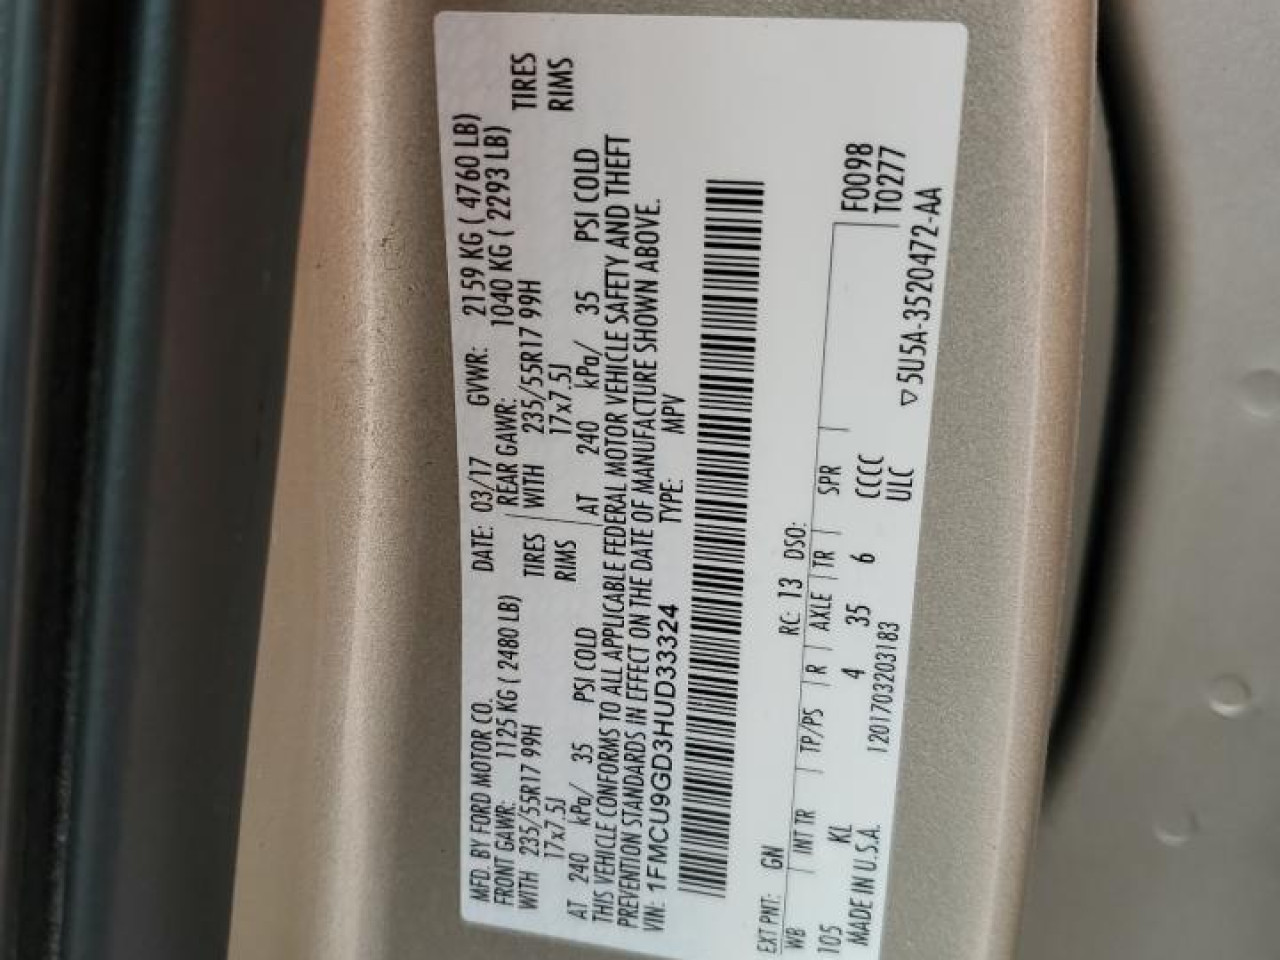 MFD. BY FORD MOTOR CO. DATE: 03/17 GVWR: 2159 KG ( 4760 LB)
FRONT GAWR: 1125 KG ( 2480 LB) REAR GAWR: 1040 KG ( 2293 LB)
WITH 235/55R17 99H TIRES WITH 235/55R17 99H TIRES
17x7.5J RIMS 17x7.5J RIMS
AT 240 kPa/ 35 PSI COLD AT 240 kPa/ 35 PSI COLD
THIS VEHICLE CONFORMS TO ALL APPLICABLE FEDERAL MOTOR VEHICLE SAFETY AND THEFT
PREVENTION STANDARDS IN EFFECT ON THE DATE OF MANUFACTURE SHOWN ABOVE.
VIN: 1FMCU9GD3HUD33324 TYPE: MPV
EXT PNT: GN RC: 13 DSO:
WB INT TR TP/PS R AXLE TR SPR F0098
105 KL 4 35 6 CCCC T0277
MADE IN U.S.A. 1201703203183 ULC
▽5U5A-3520472-AA